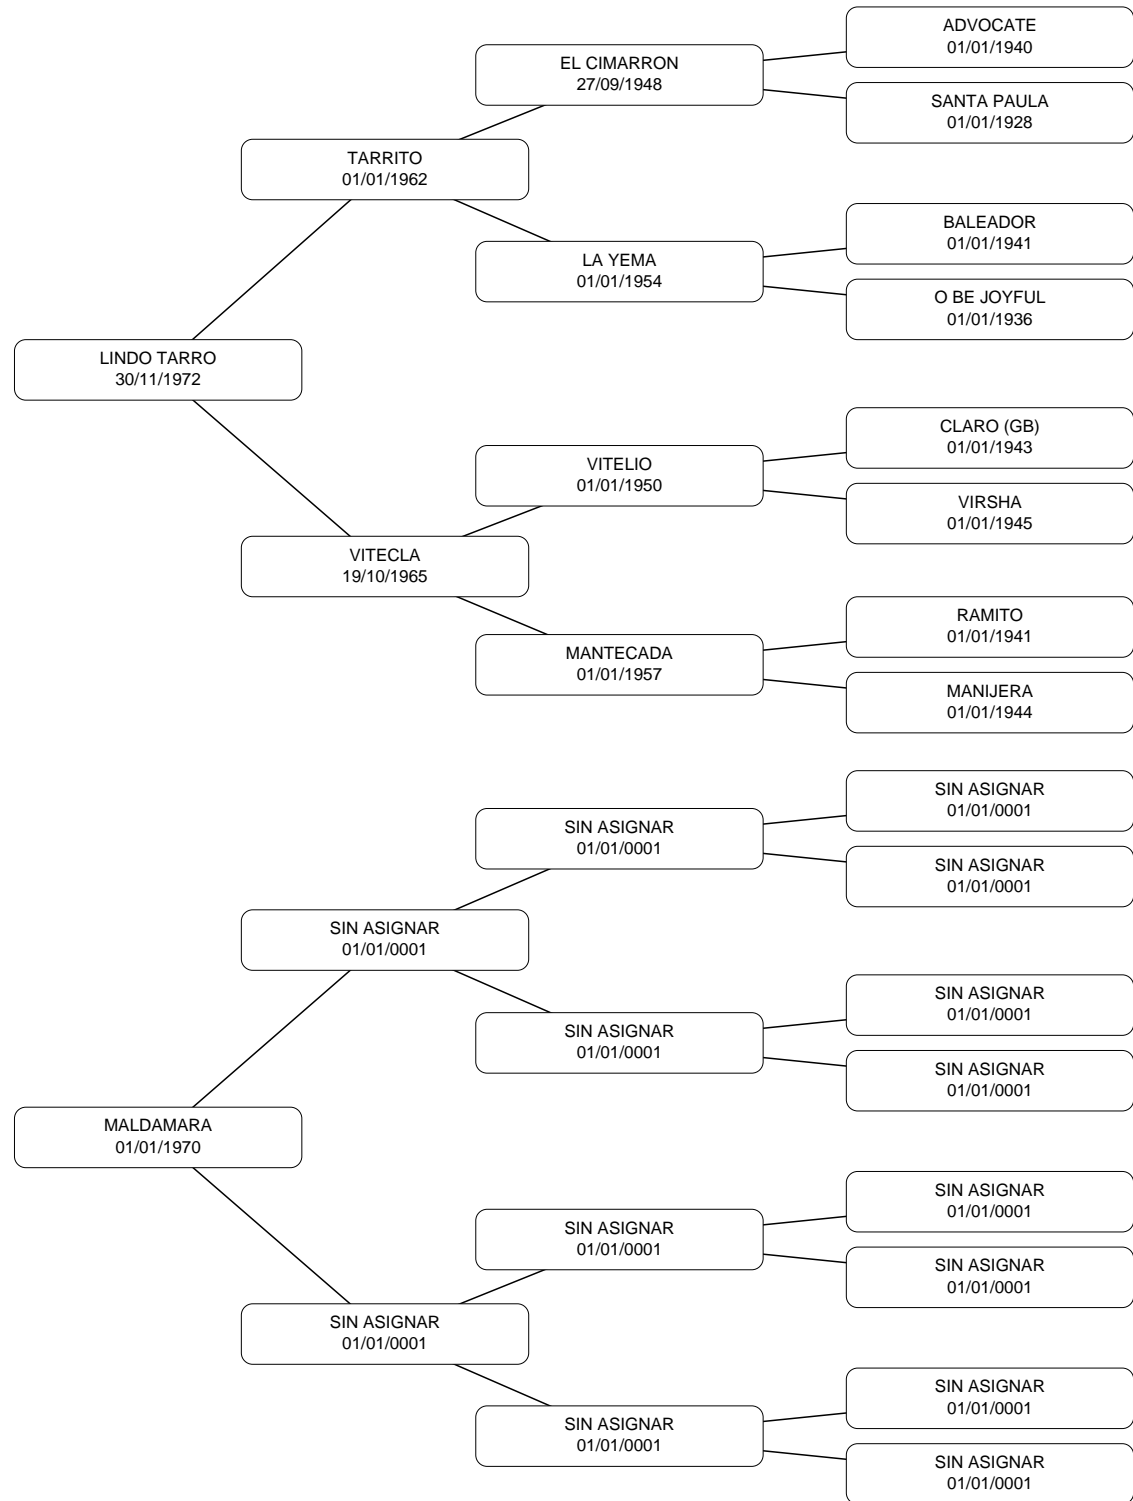 ADVOCATE
01/01/1940
EL CIMARRON
27/09/1948
SANTA PAULA
01/01/1928
TARRITO
01/01/1962
BALEADOR
01/01/1941
LA YEMA
01/01/1954
O BE JOYFUL
01/01/1936
LINDO TARRO
30/11/1972
CLARO (GB)
01/01/1943
VITELIO
01/01/1950
VIRSHA
01/01/1945
VITECLA
19/10/1965
RAMITO
01/01/1941
MANTECADA
01/01/1957
MANIJERA
01/01/1944
SIN ASIGNAR
01/01/0001
SIN ASIGNAR
01/01/0001
SIN ASIGNAR
01/01/0001
SIN ASIGNAR
01/01/0001
SIN ASIGNAR
01/01/0001
SIN ASIGNAR
01/01/0001
SIN ASIGNAR
01/01/0001
MALDAMARA
01/01/1970
SIN ASIGNAR
01/01/0001
SIN ASIGNAR
01/01/0001
SIN ASIGNAR
01/01/0001
SIN ASIGNAR
01/01/0001
SIN ASIGNAR
01/01/0001
SIN ASIGNAR
01/01/0001
SIN ASIGNAR
01/01/0001